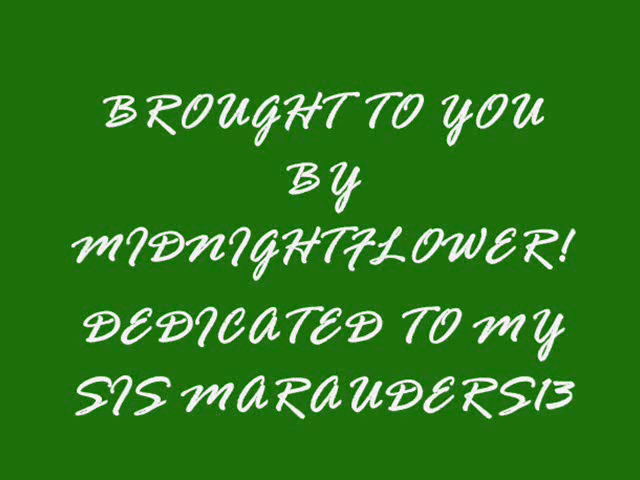 BROUGHT TO YOU
BY
MIDNIGHTFLOWER!
DEDICATED TO MY
SIS MARAUDERS13